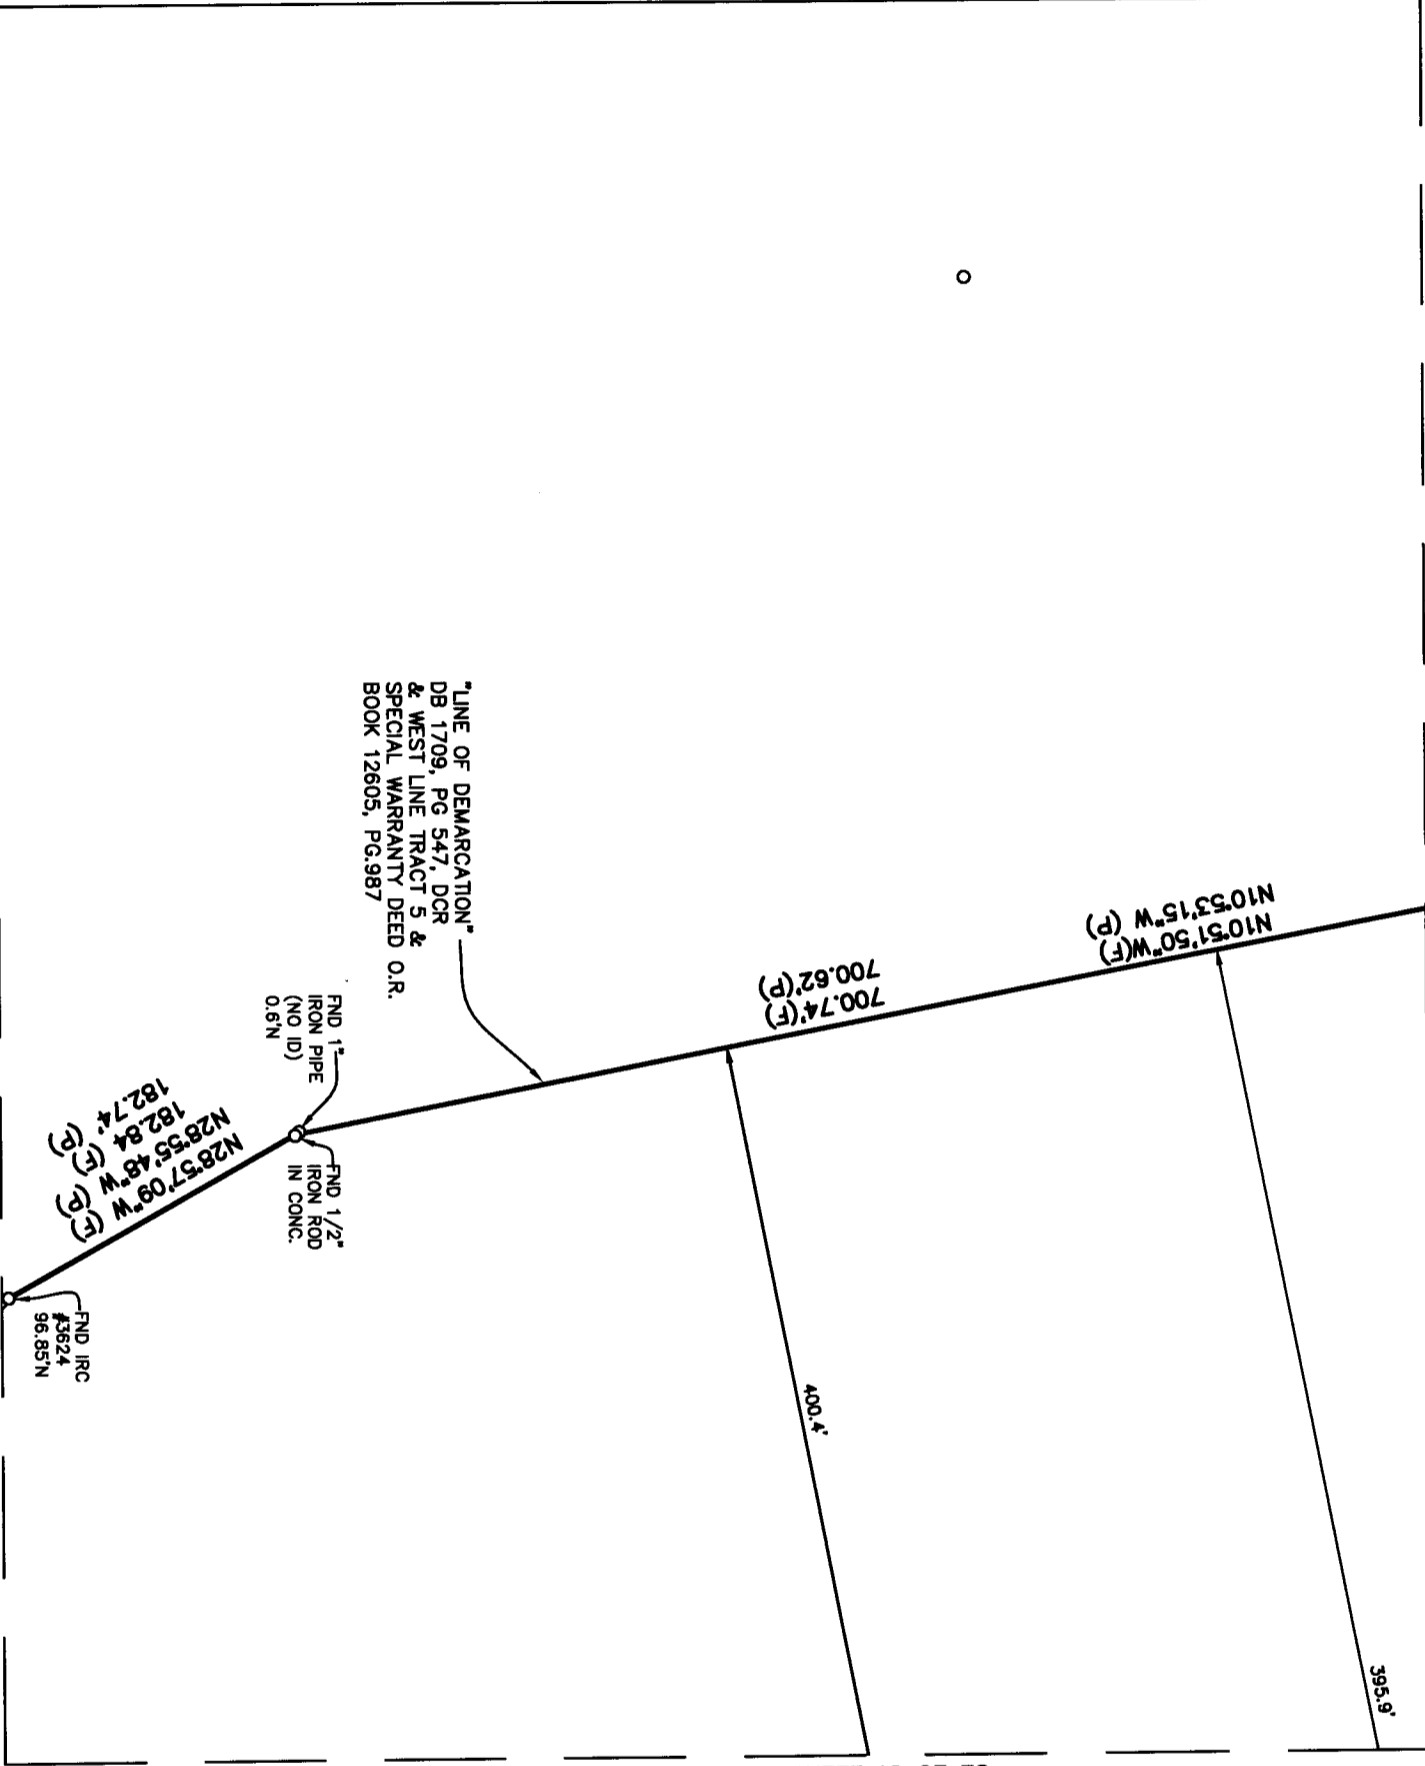 N10°53'15"W (P)
N10°51'50"W(F)
700.62'(P)
700.74'(F)
"LINE OF DEMARCATION"
DB 1709, PG 547, DCR
& WEST LINE TRACT 5 &
SPECIAL WARRANTY DEED O.R.
BOOK 12605, PG.987
FND 1"
IRON PIPE
(NO ID)
0.6'N
FND 1/2"
IRON ROD
IN CONC.
182.74' (P)
182.84 (F)
N28°55'48"W (P)
N28°57'09"W (F)
FND IRC
#3624
96.85'N
400.4'
395.9'